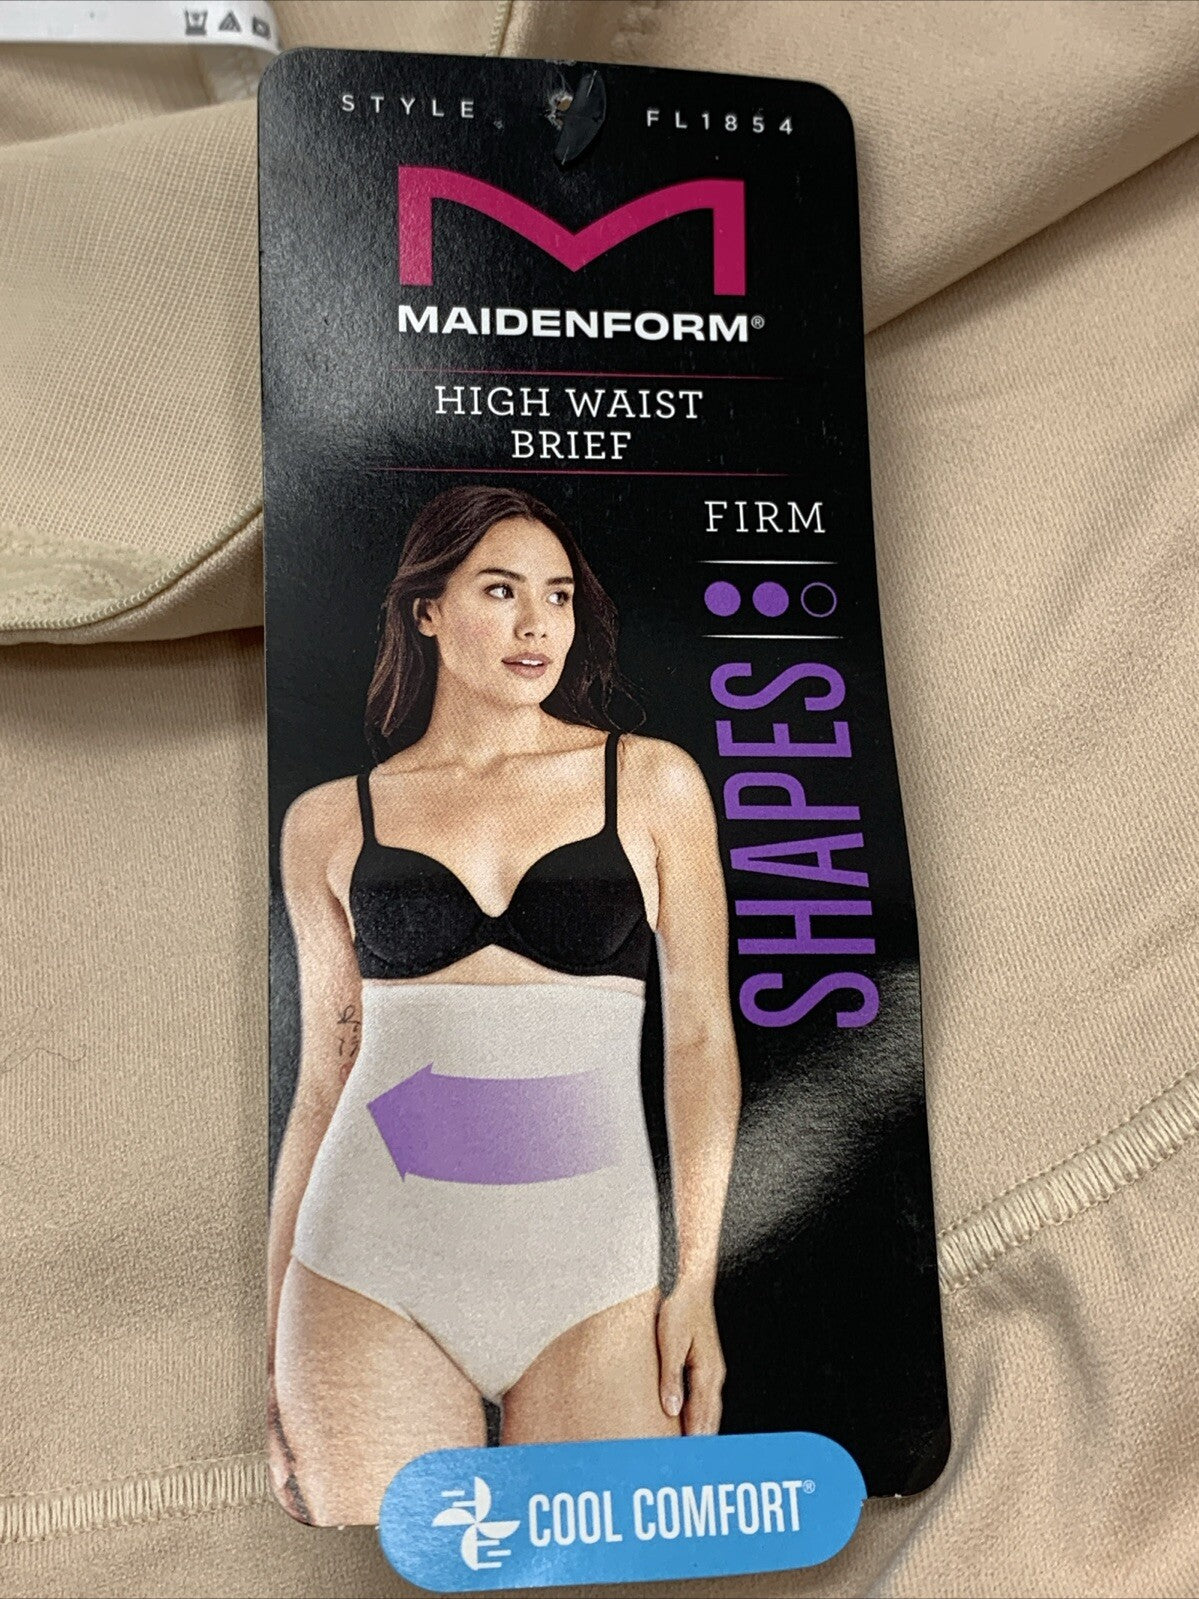 STYLE FL1854
MAIDENFORM®
HIGH WAIST
BRIEF
FIRM
SHAPES
COOL COMFORT®